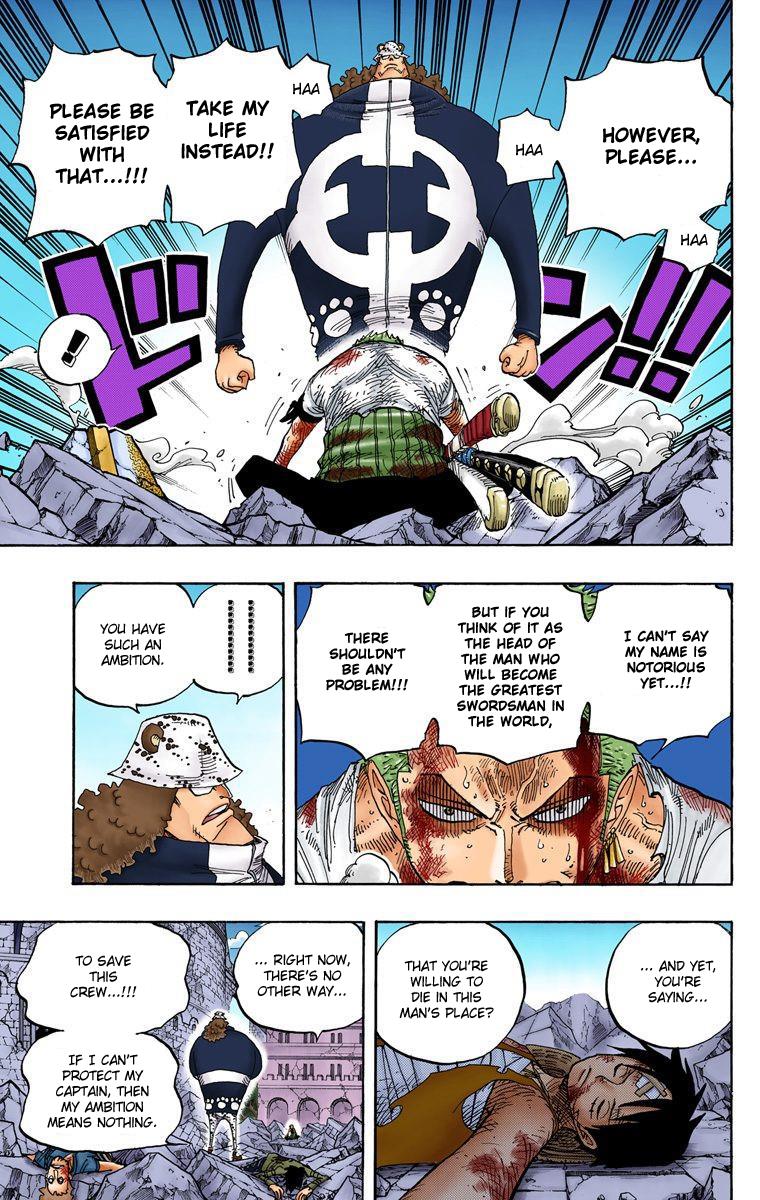 HOWEVER,
PLEASE...
HAA
HAA
TAKE MY
LIFE
INSTEAD!!
HAA
PLEASE BE
SATISFIED
WITH
THAT...!!!
ドン!!
!
I CAN'T SAY
MY NAME IS
NOTORIOUS
YET...!!
BUT IF YOU
THINK OF IT AS
THE HEAD OF
THE MAN WHO
WILL BECOME
THE GREATEST
SWORDSMAN IN
THE WORLD,
THERE
SHOULDN'T
BE ANY
PROBLEM!!!
YOU HAVE
SUCH AN
AMBITION.
... AND YET,
YOU'RE
SAYING...
THAT YOU'RE
WILLING TO
DIE IN THIS
MAN'S PLACE?
... RIGHT NOW,
THERE'S NO
OTHER WAY...
TO SAVE
THIS
CREW...!!!
IF I CAN'T
PROTECT MY
CAPTAIN, THEN
MY AMBITION
MEANS NOTHING.